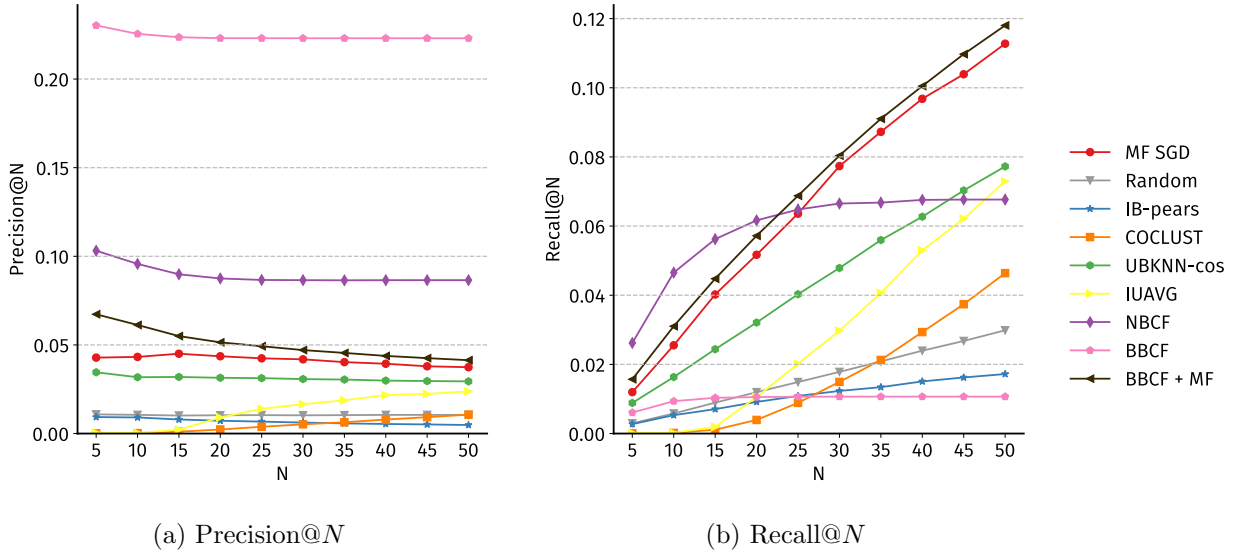 0.20
0.15
0.10
0.05
0.00
Precision@N
5 10 15 20 25 30 35 40 45 50
N
(a) Precision@N
0.12
0.10
0.08
0.06
0.04
0.02
0.00
Recall@N
5 10 15 20 25 30 35 40 45 50
N
(b) Recall@N
MF SGD
Random
IB-pears
COCLUST
UBKNN-cos
IUAVG
NBCF
BBCF
BBCF + MF